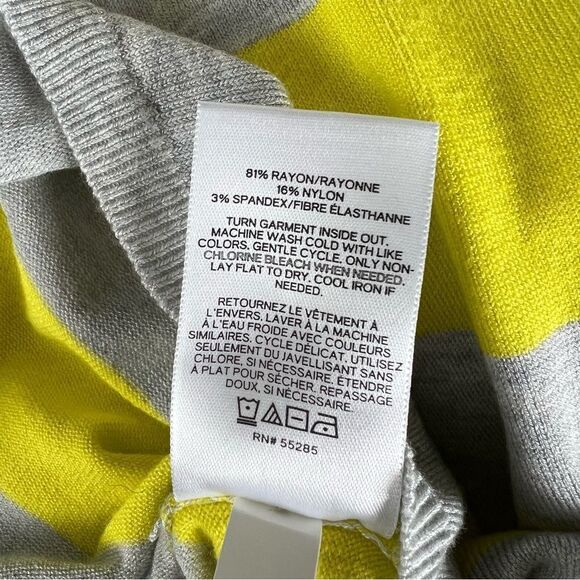 81% RAYON/RAYONNE
16% NYLON
3% SPANDEX/FIBRE ÉLASTHANNE
TURN GARMENT INSIDE OUT.
MACHINE WASH COLD WITH LIKE
COLORS. GENTLE CYCLE. ONLY NON-
CHLORINE BLEACH WHEN NEEDED.
LAY FLAT TO DRY. COOL IRON IF
NEEDED.
RETOURNEZ LE VÊTEMENT À
L'ENVERS. LAVER À LA MACHINE
À L'EAU FROIDE AVEC COULEURS
SIMILAIRES. CYCLE DÉLICAT. UTILISEZ
SEULEMENT DU JAVELLISANT SANS
CHLORE, SI NÉCESSAIRE. ÉTENDRE
À PLAT POUR SÉCHER. REPASSAGE
DOUX, SI NÉCESSAIRE.
RN# 55285